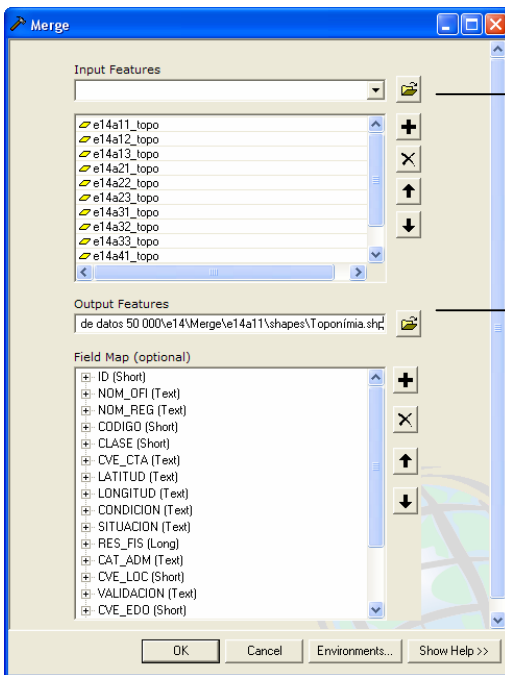 Merge
Input Features
e14a11_topo
e14a12_topo
e14a13_topo
e14a21_topo
e14a22_topo
e14a23_topo
e14a31_topo
e14a32_topo
e14a33_topo
e14a41_topo
Output Features
de datos 50 000\e14\Merge\e14a11\shapes\Toponímia.shp
Field Map (optional)
ID (Short)
NOM_OFI (Text)
NOM_REG (Text)
CODIGO (Short)
CLASE (Short)
CVE_CTA (Text)
LATITUD (Text)
LONGITUD (Text)
CONDICION (Text)
SITUACION (Text)
RES_FIS (Long)
CAT_ADM (Text)
CVE_LOC (Short)
VALIDACION (Text)
CVE_EDO (Short)
OK Cancel Environments... Show Help >>